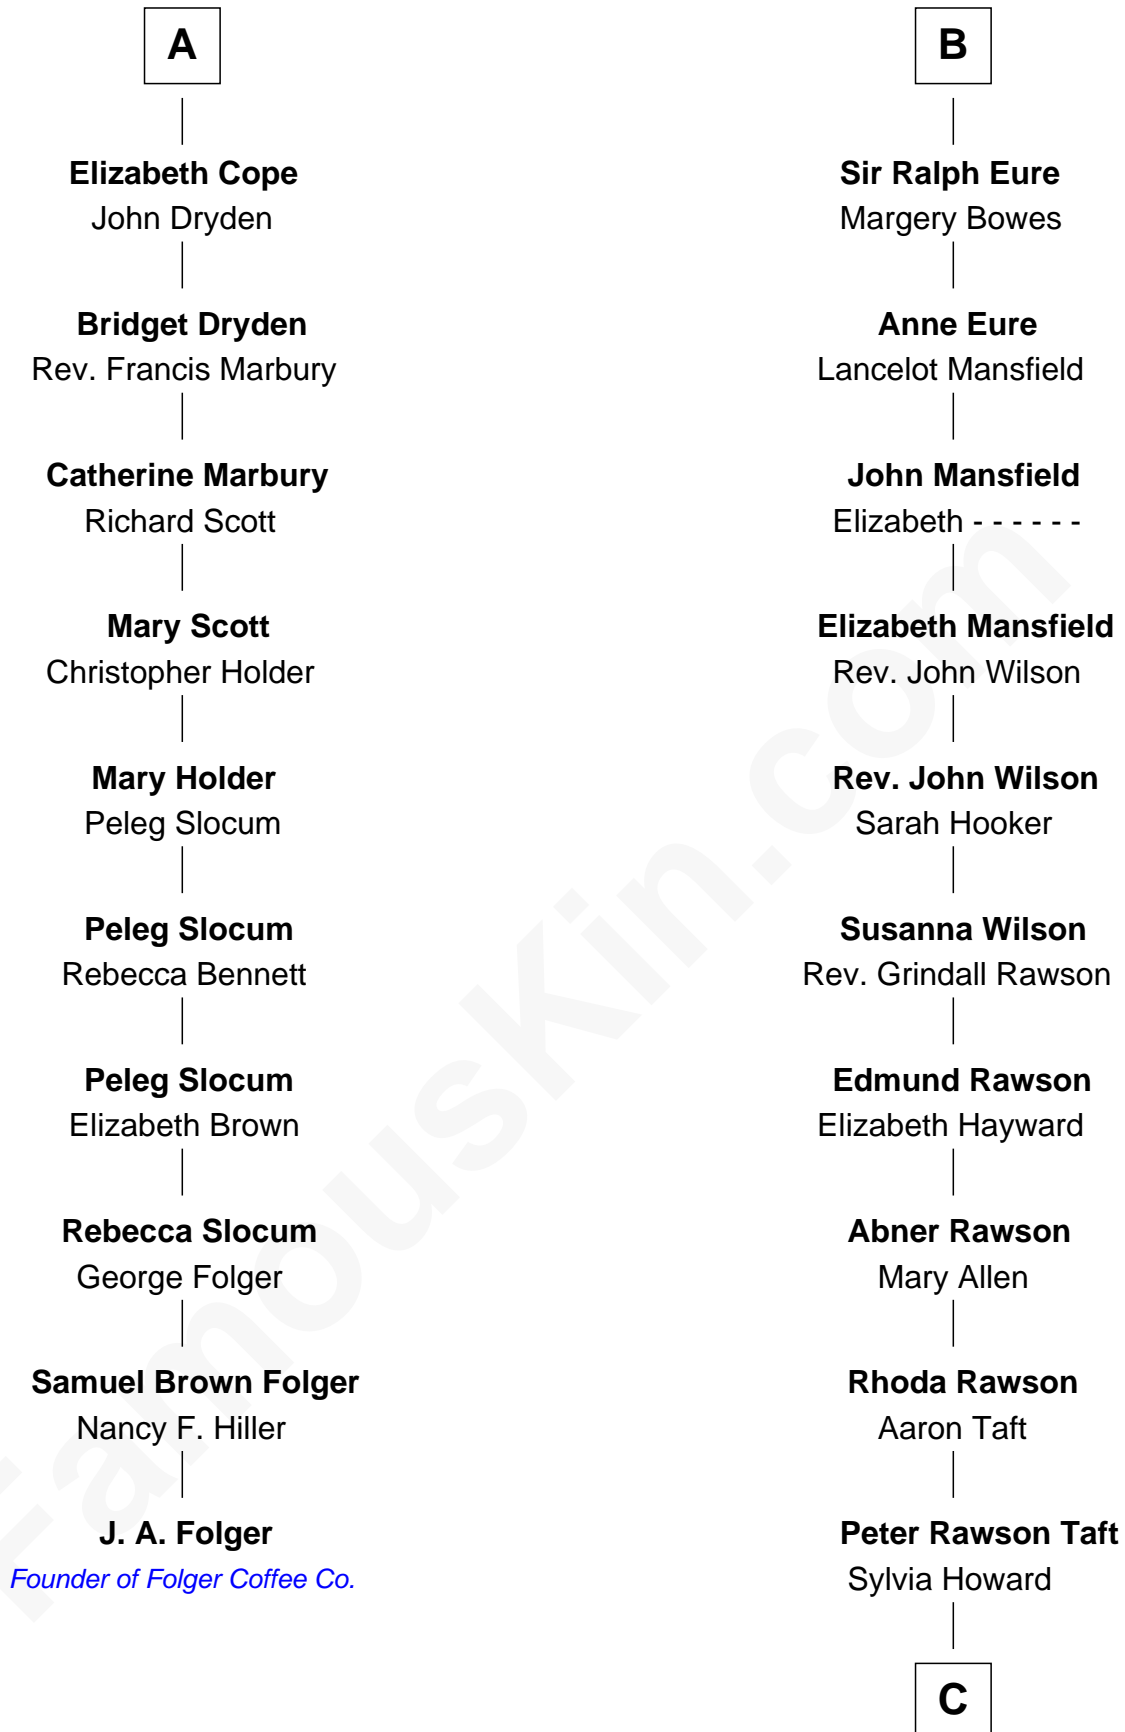 A
Elizabeth Cope
John Dryden
Bridget Dryden
Rev. Francis Marbury
Catherine Marbury
Richard Scott
Mary Scott
Christopher Holder
Mary Holder
Peleg Slocum
Peleg Slocum
Rebecca Bennett
Peleg Slocum
Elizabeth Brown
Rebecca Slocum
George Folger
Samuel Brown Folger
Nancy F. Hiller
J. A. Folger
Founder of Folger Coffee Co.
B
Sir Ralph Eure
Margery Bowes
Anne Eure
Lancelot Mansfield
John Mansfield
Elizabeth - - - - - -
Elizabeth Mansfield
Rev. John Wilson
Rev. John Wilson
Sarah Hooker
Susanna Wilson
Rev. Grindall Rawson
Edmund Rawson
Elizabeth Hayward
Abner Rawson
Mary Allen
Rhoda Rawson
Aaron Taft
Peter Rawson Taft
Sylvia Howard
C
FamousKin.com